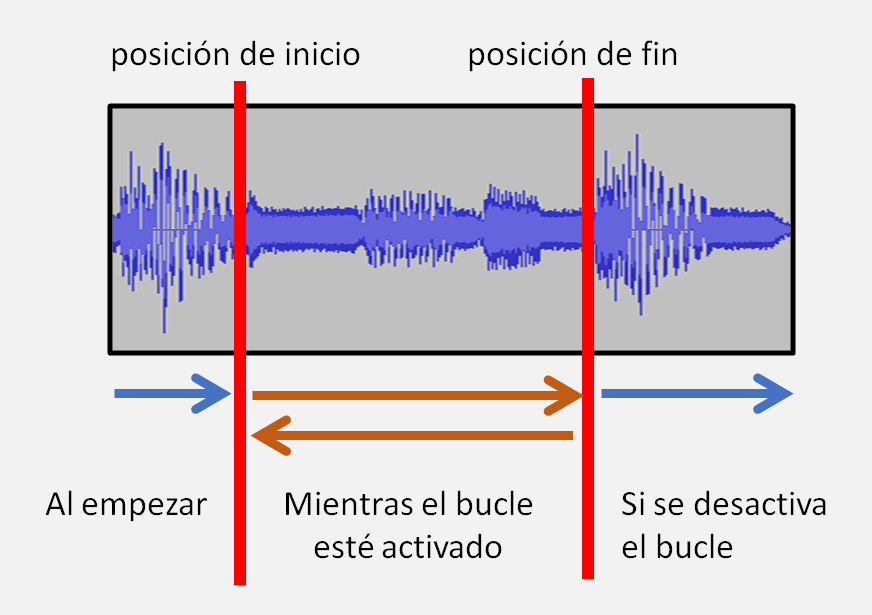 posición de inicio
posición de fin
Al empezar
Mientras el bucle
esté activado
Si se desactiva
el bucle